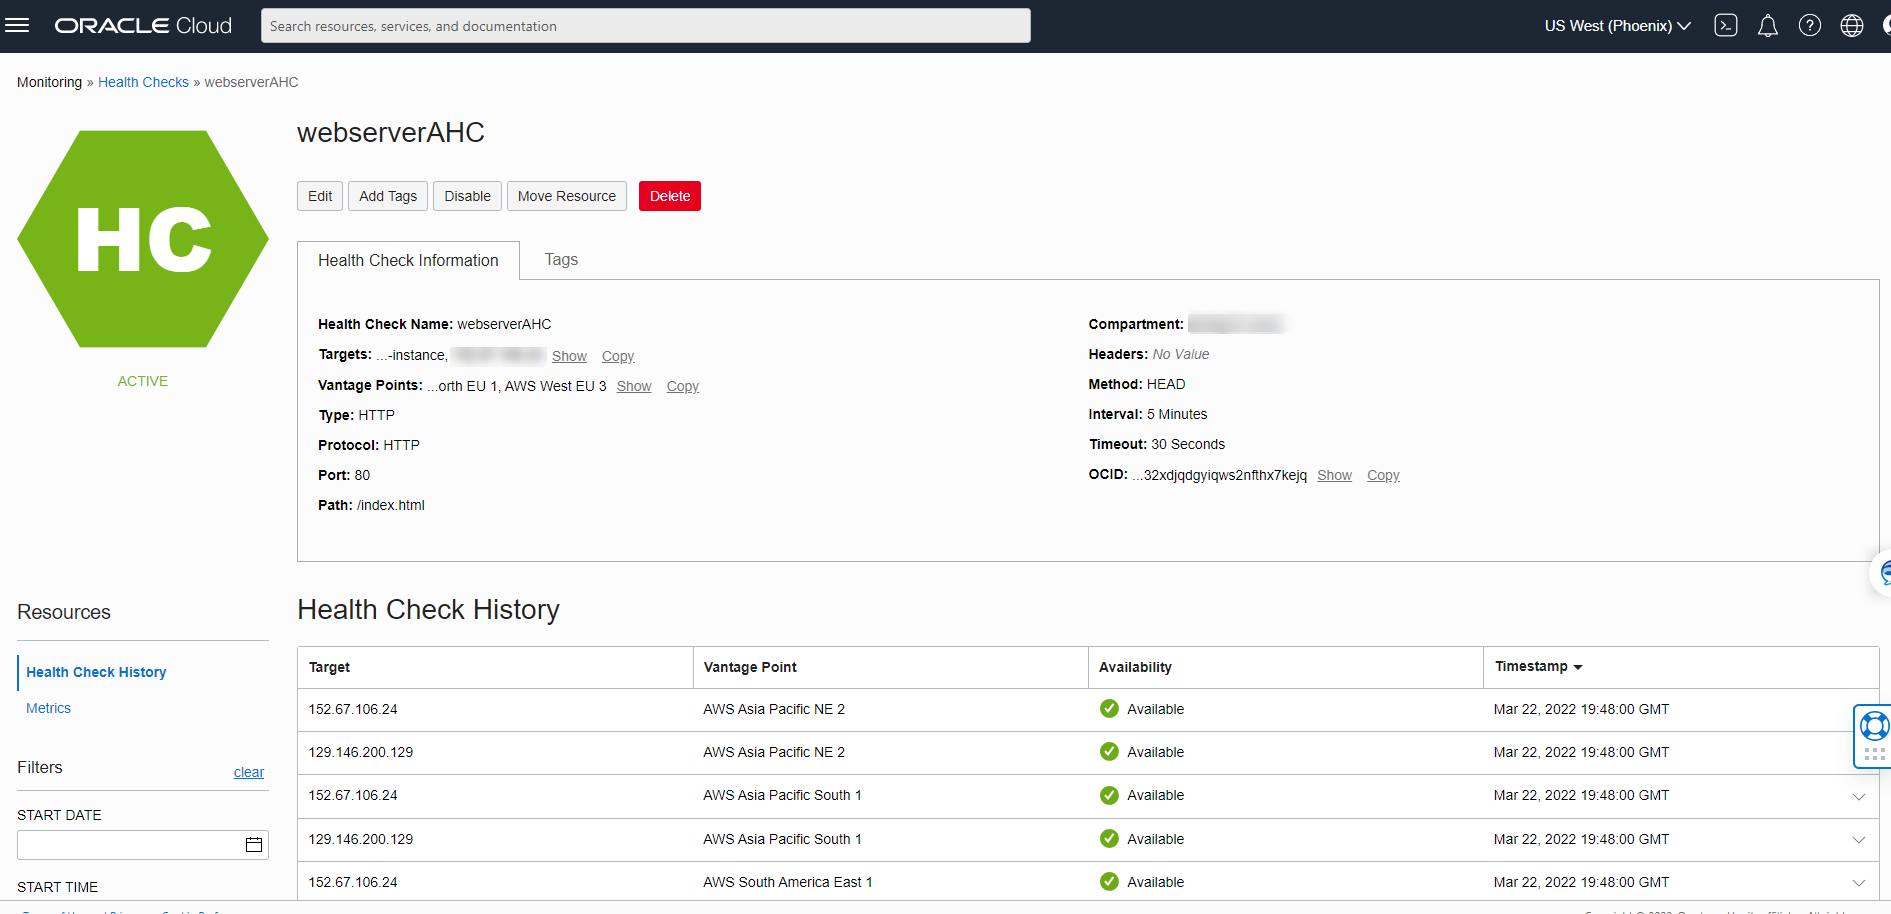 ORACLE Cloud
Search resources, services, and documentation
US West (Phoenix)
Monitoring » Health Checks » webserverAHC
HC
ACTIVE
webserverAHC
Edit Add Tags Disable Move Resource Delete
Health Check Information Tags
Health Check Name: webserverAHC
Targets: ...-instance, Show Copy
Vantage Points: ...orth EU 1, AWS West EU 3 Show Copy
Type: HTTP
Protocol: HTTP
Port: 80
Path: /index.html
Compartment:
Headers: No Value
Method: HEAD
Interval: 5 Minutes
Timeout: 30 Seconds
OCID: ...32xdjqdgyiqws2nfthx7kejq Show Copy
Resources
Health Check History
Metrics
Filters clear
START DATE
START TIME
Health Check History
Target Vantage Point Availability Timestamp
152.67.106.24 AWS Asia Pacific NE 2 Available Mar 22, 2022 19:48:00 GMT
129.146.200.129 AWS Asia Pacific NE 2 Available Mar 22, 2022 19:48:00 GMT
152.67.106.24 AWS Asia Pacific South 1 Available Mar 22, 2022 19:48:00 GMT
129.146.200.129 AWS Asia Pacific South 1 Available Mar 22, 2022 19:48:00 GMT
152.67.106.24 AWS South America East 1 Available Mar 22, 2022 19:48:00 GMT